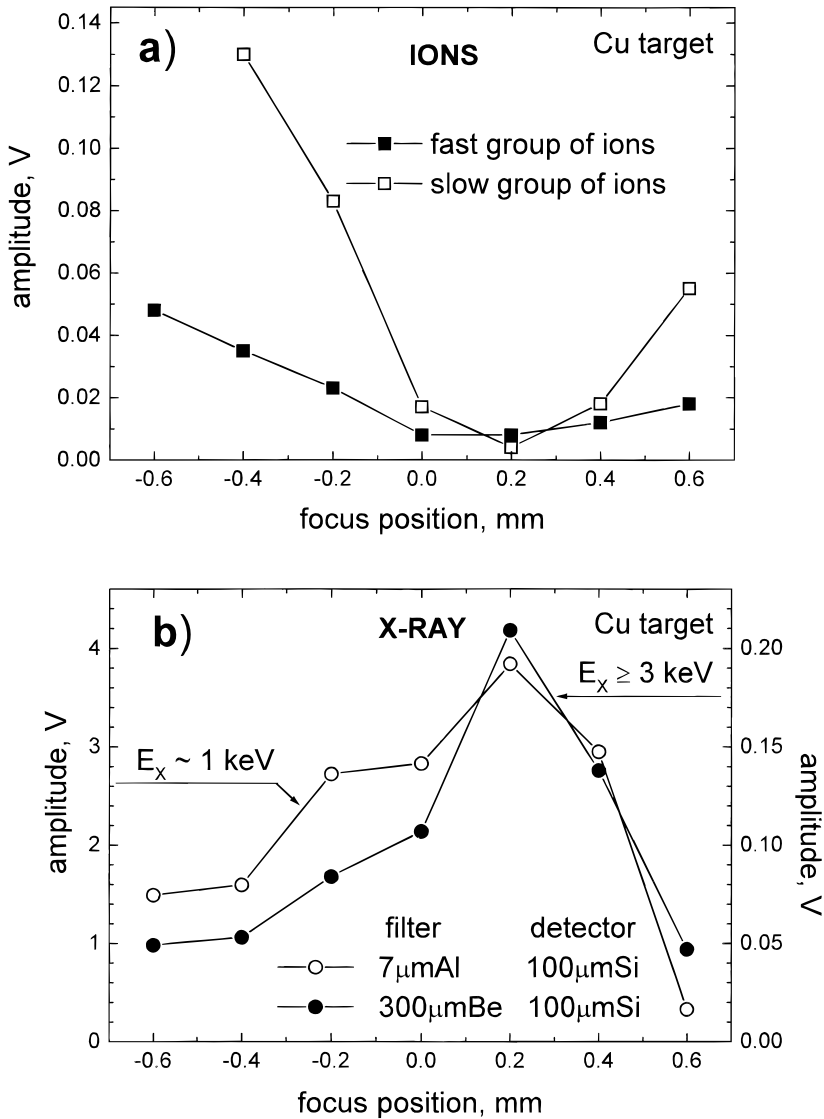 a) IONS Cu target
fast group of ions
slow group of ions
amplitude, V
0.14
0.12
0.10
0.08
0.06
0.04
0.02
0.00
-0.6 -0.4 -0.2 0.0 0.2 0.4 0.6
focus position, mm
b) X-RAY Cu target
E_X ≥ 3 keV
E_X ~ 1 keV
amplitude, V
4
3
2
1
0
0.20
0.15
0.10
0.05
0.00
amplitude, V
filter detector
7μmAl 100μmSi
300μmBe 100μmSi
-0.6 -0.4 -0.2 0.0 0.2 0.4 0.6
focus position, mm